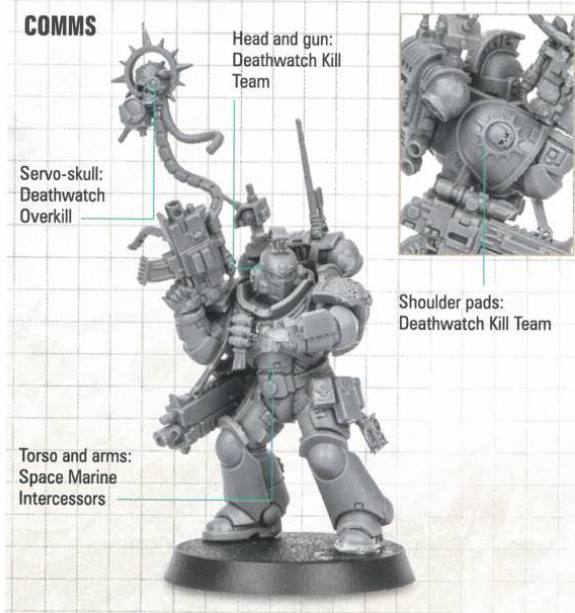 COMMS
Head and gun:
Deathwatch Kill
Team
Servo-skull:
Deathwatch
Overkill
Shoulder pads:
Deathwatch Kill Team
Torso and arms:
Space Marine
Intercessors